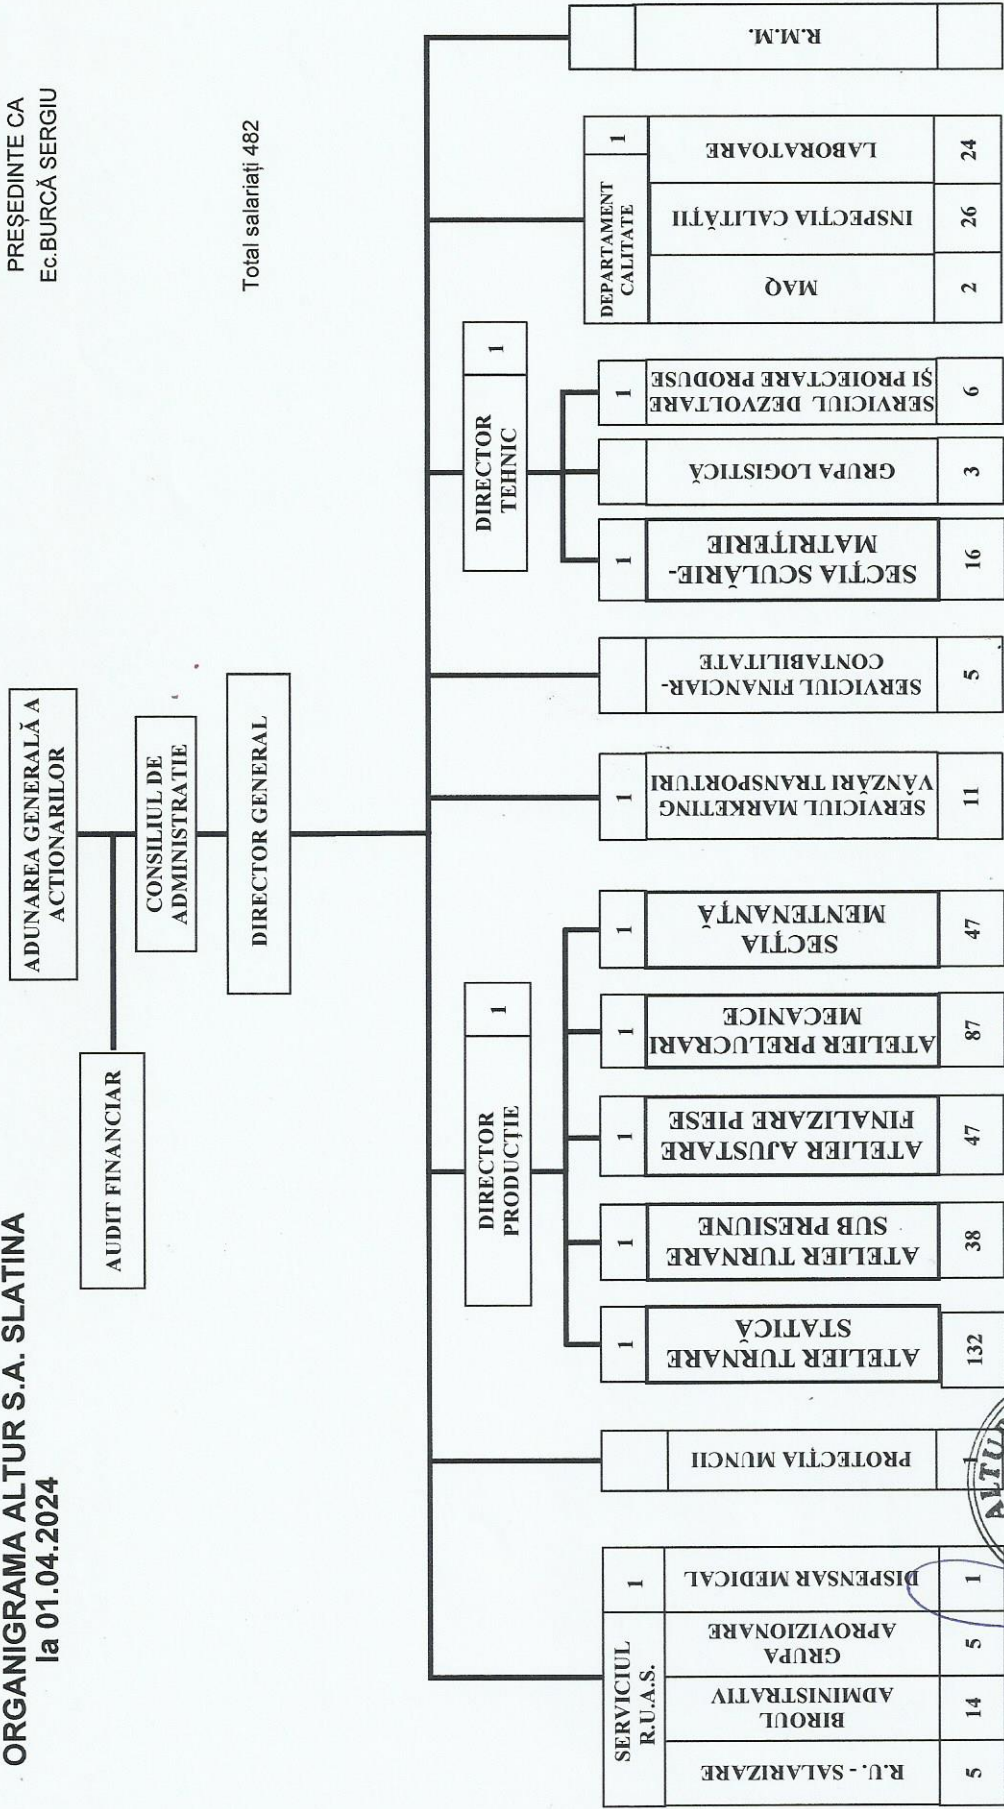 ORGANIGRAMA ALTUR S.A. SLATINA
la 01.04.2024
PREȘEDINTE CA
Ec.BURCĂ SERGIU
Total salariați 482
ADUNAREA GENERALĂ A
ACTIONARILOR
AUDIT FINANCIAR
CONSILIUL DE
ADMINISTRATIE
DIRECTOR GENERAL
DIRECTOR
PRODUCȚIE
1
DIRECTOR
TEHNIC
1
SERVICIUL
R.U.A.S.
1
R.U. - SALARIZARE
5
BIROUL
ADMINISTRATIV
14
GRUPA
APROVIZIONARE
5
DISPENSAR MEDICAL
1
PROTECȚIA MUNCII
1
1
ATELIER TURNARE
STATICĂ
132
1
ATELIER TURNARE
SUB PRESIUNE
38
1
ATELIER AJUSTARE
FINALIZARE PIESE
47
1
ATELIER PRELUCRARI
MECANICE
87
1
SECȚIA
MENTENANȚĂ
47
1
SERVICIUL MARKETING
VÂNZĂRI TRANSPORTURI
11
SERVICIUL FINANCIAR-
CONTABILITATE
5
1
SECȚIA SCULĂRIE-
MATRIȚERIE
16
GRUPA LOGISTICĂ
3
1
SERVICIUL DEZVOLTARE
ȘI PROIECTARE PRODUSE
6
DEPARTAMENT
CALITATE
1
MAQ
2
INSPECȚIA CALITĂȚII
26
LABORATOARE
24
R.M.M.